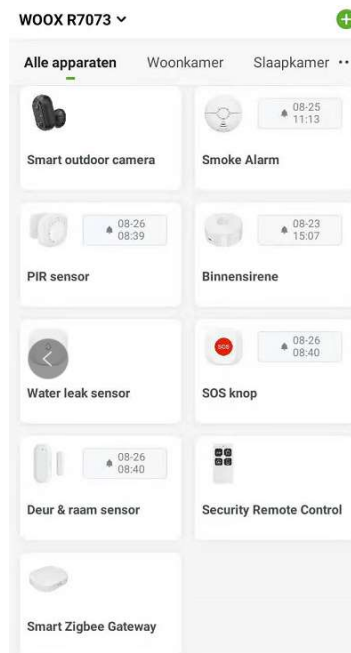 WOOX R7073
Alle apparaten Woonkamer Slaapkamer
Smart outdoor camera
08-25
11:13
Smoke Alarm
08-26
08:39
PIR sensor
08-23
15:07
Binnensirene
Water leak sensor
SOS
08-26
08:40
SOS knop
08-26
08:40
Deur & raam sensor
Security Remote Control
Smart Zigbee Gateway